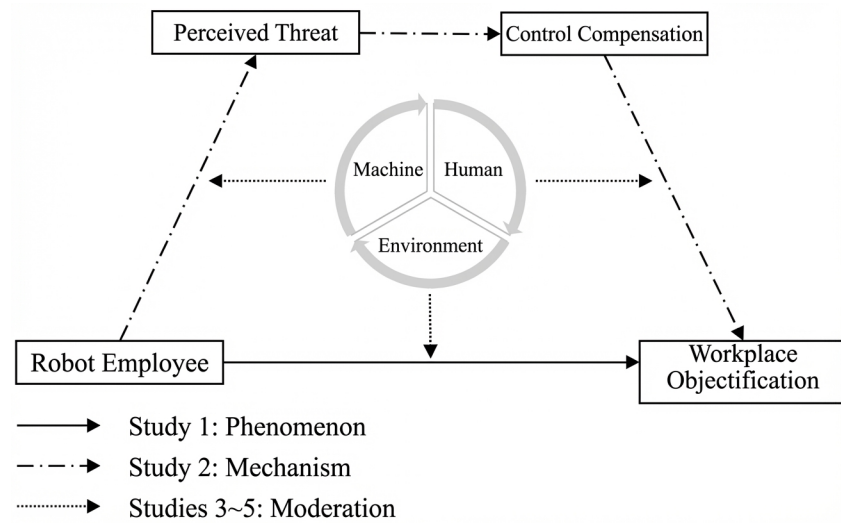 Perceived Threat
Control Compensation
Machine
Human
Environment
Robot Employee
Workplace
Objectification
Study 1: Phenomenon
Study 2: Mechanism
Studies 3~5: Moderation